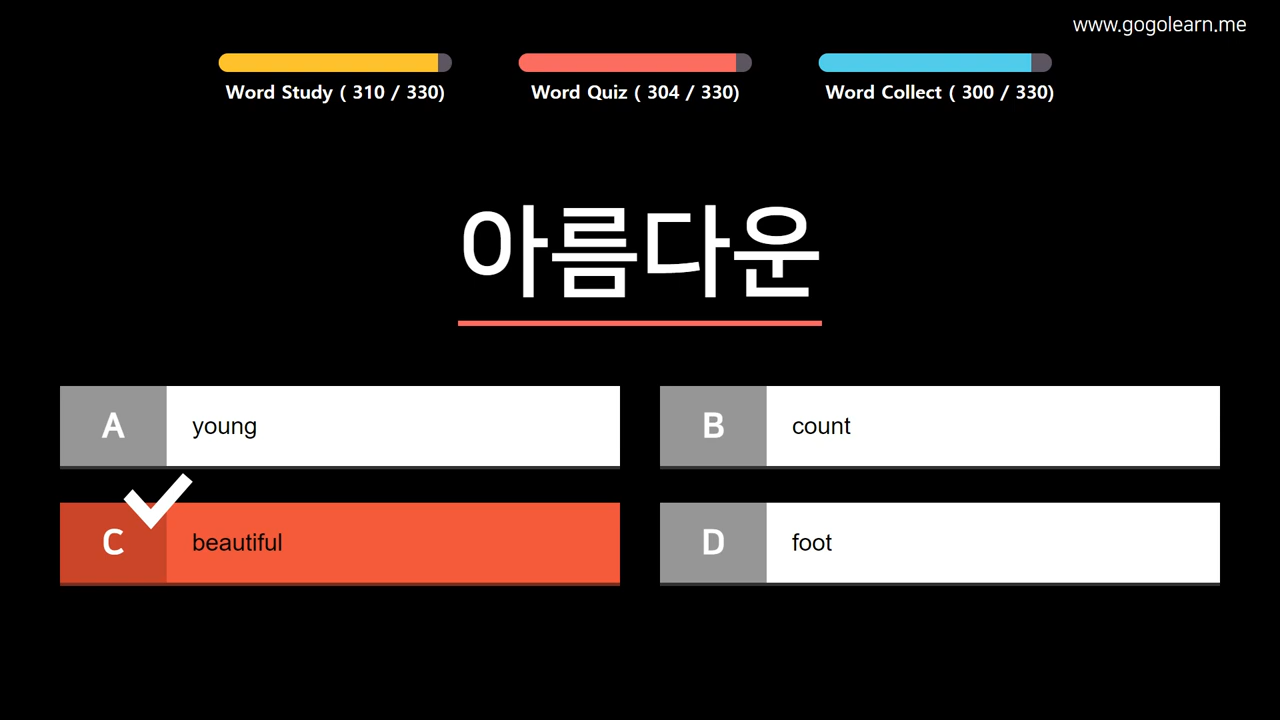 www.gogolearn.me
Word Study ( 310 / 330)
Word Quiz ( 304 / 330)
Word Collect ( 300 / 330)
아름다운
A young
B count
C beautiful
D foot